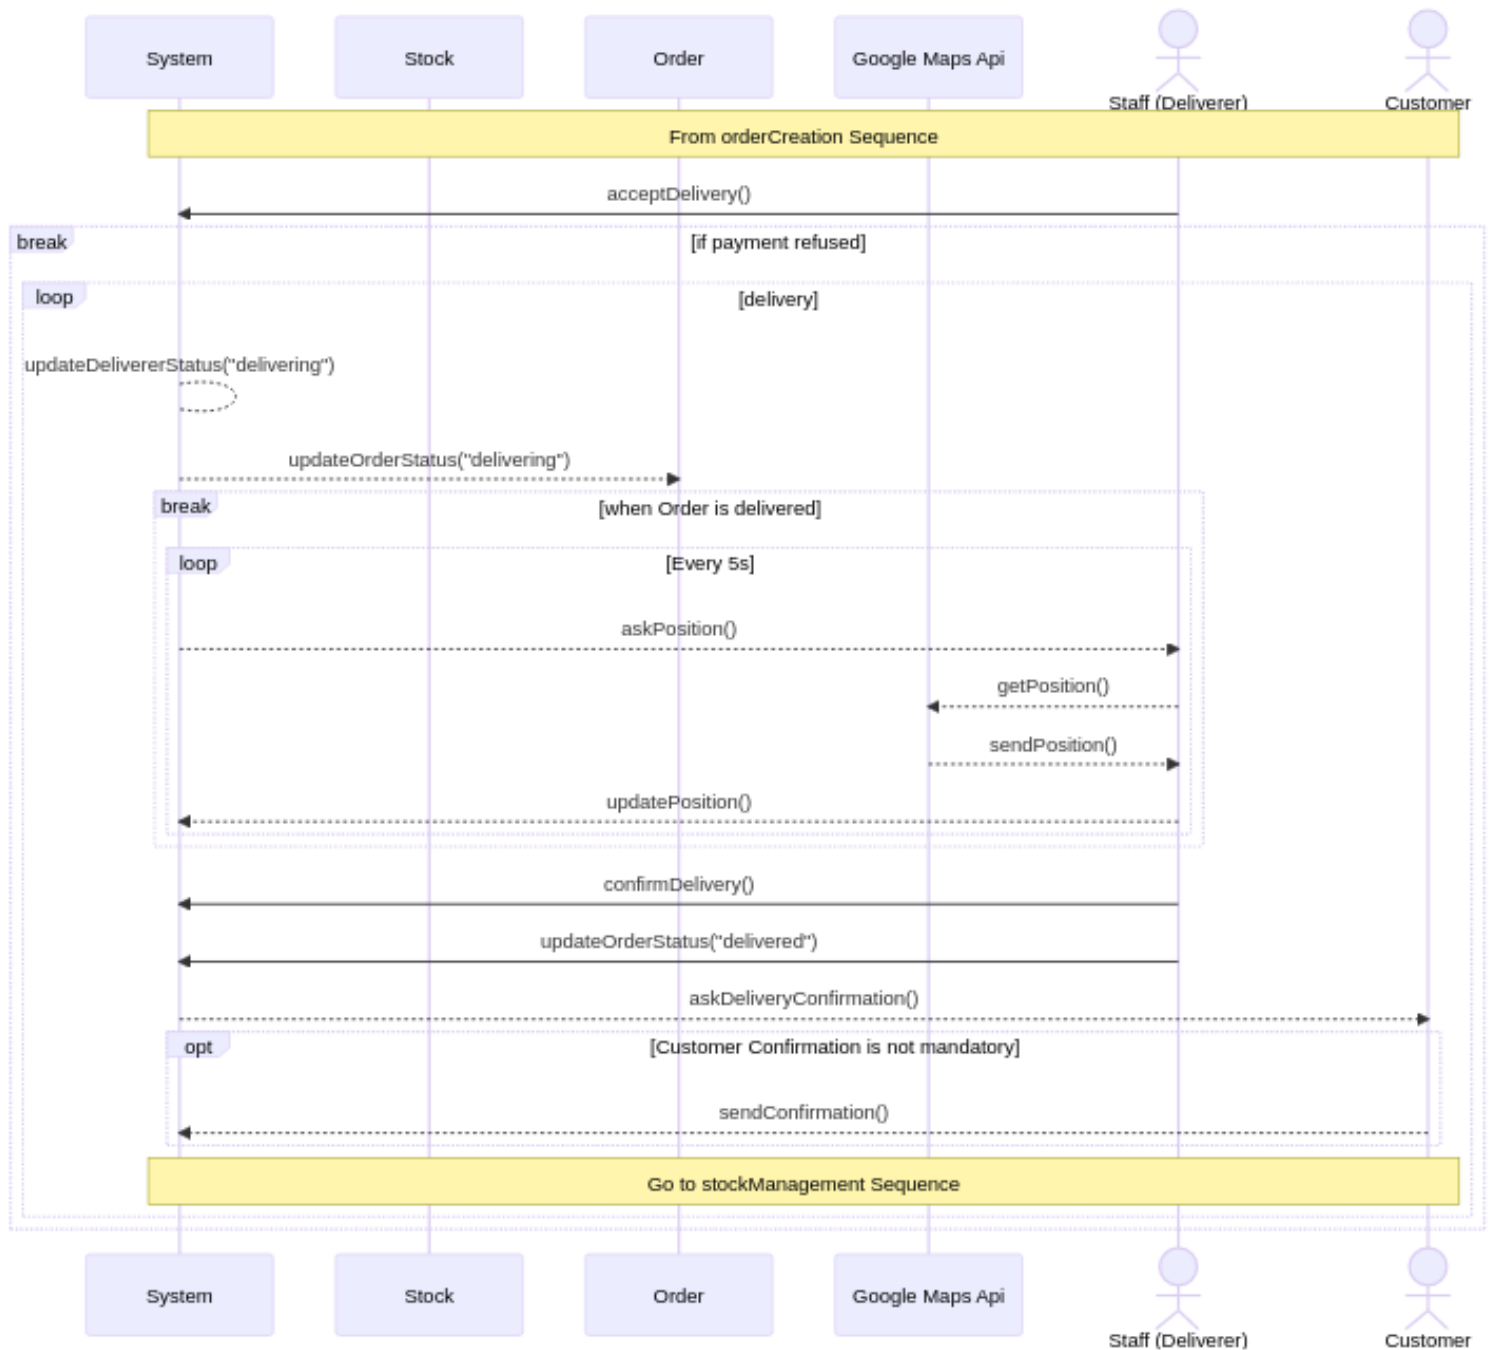 System
Stock
Order
Google Maps Api
Staff (Deliverer)
Customer
From orderCreation Sequence
acceptDelivery()
break
[if payment refused]
loop
[delivery]
updateDelivererStatus("delivering")
updateOrderStatus("delivering")
break
[when Order is delivered]
loop
[Every 5s]
askPosition()
getPosition()
sendPosition()
updatePosition()
confirmDelivery()
updateOrderStatus("delivered")
askDeliveryConfirmation()
opt
[Customer Confirmation is not mandatory]
sendConfirmation()
Go to stockManagement Sequence
System
Stock
Order
Google Maps Api
Staff (Deliverer)
Customer